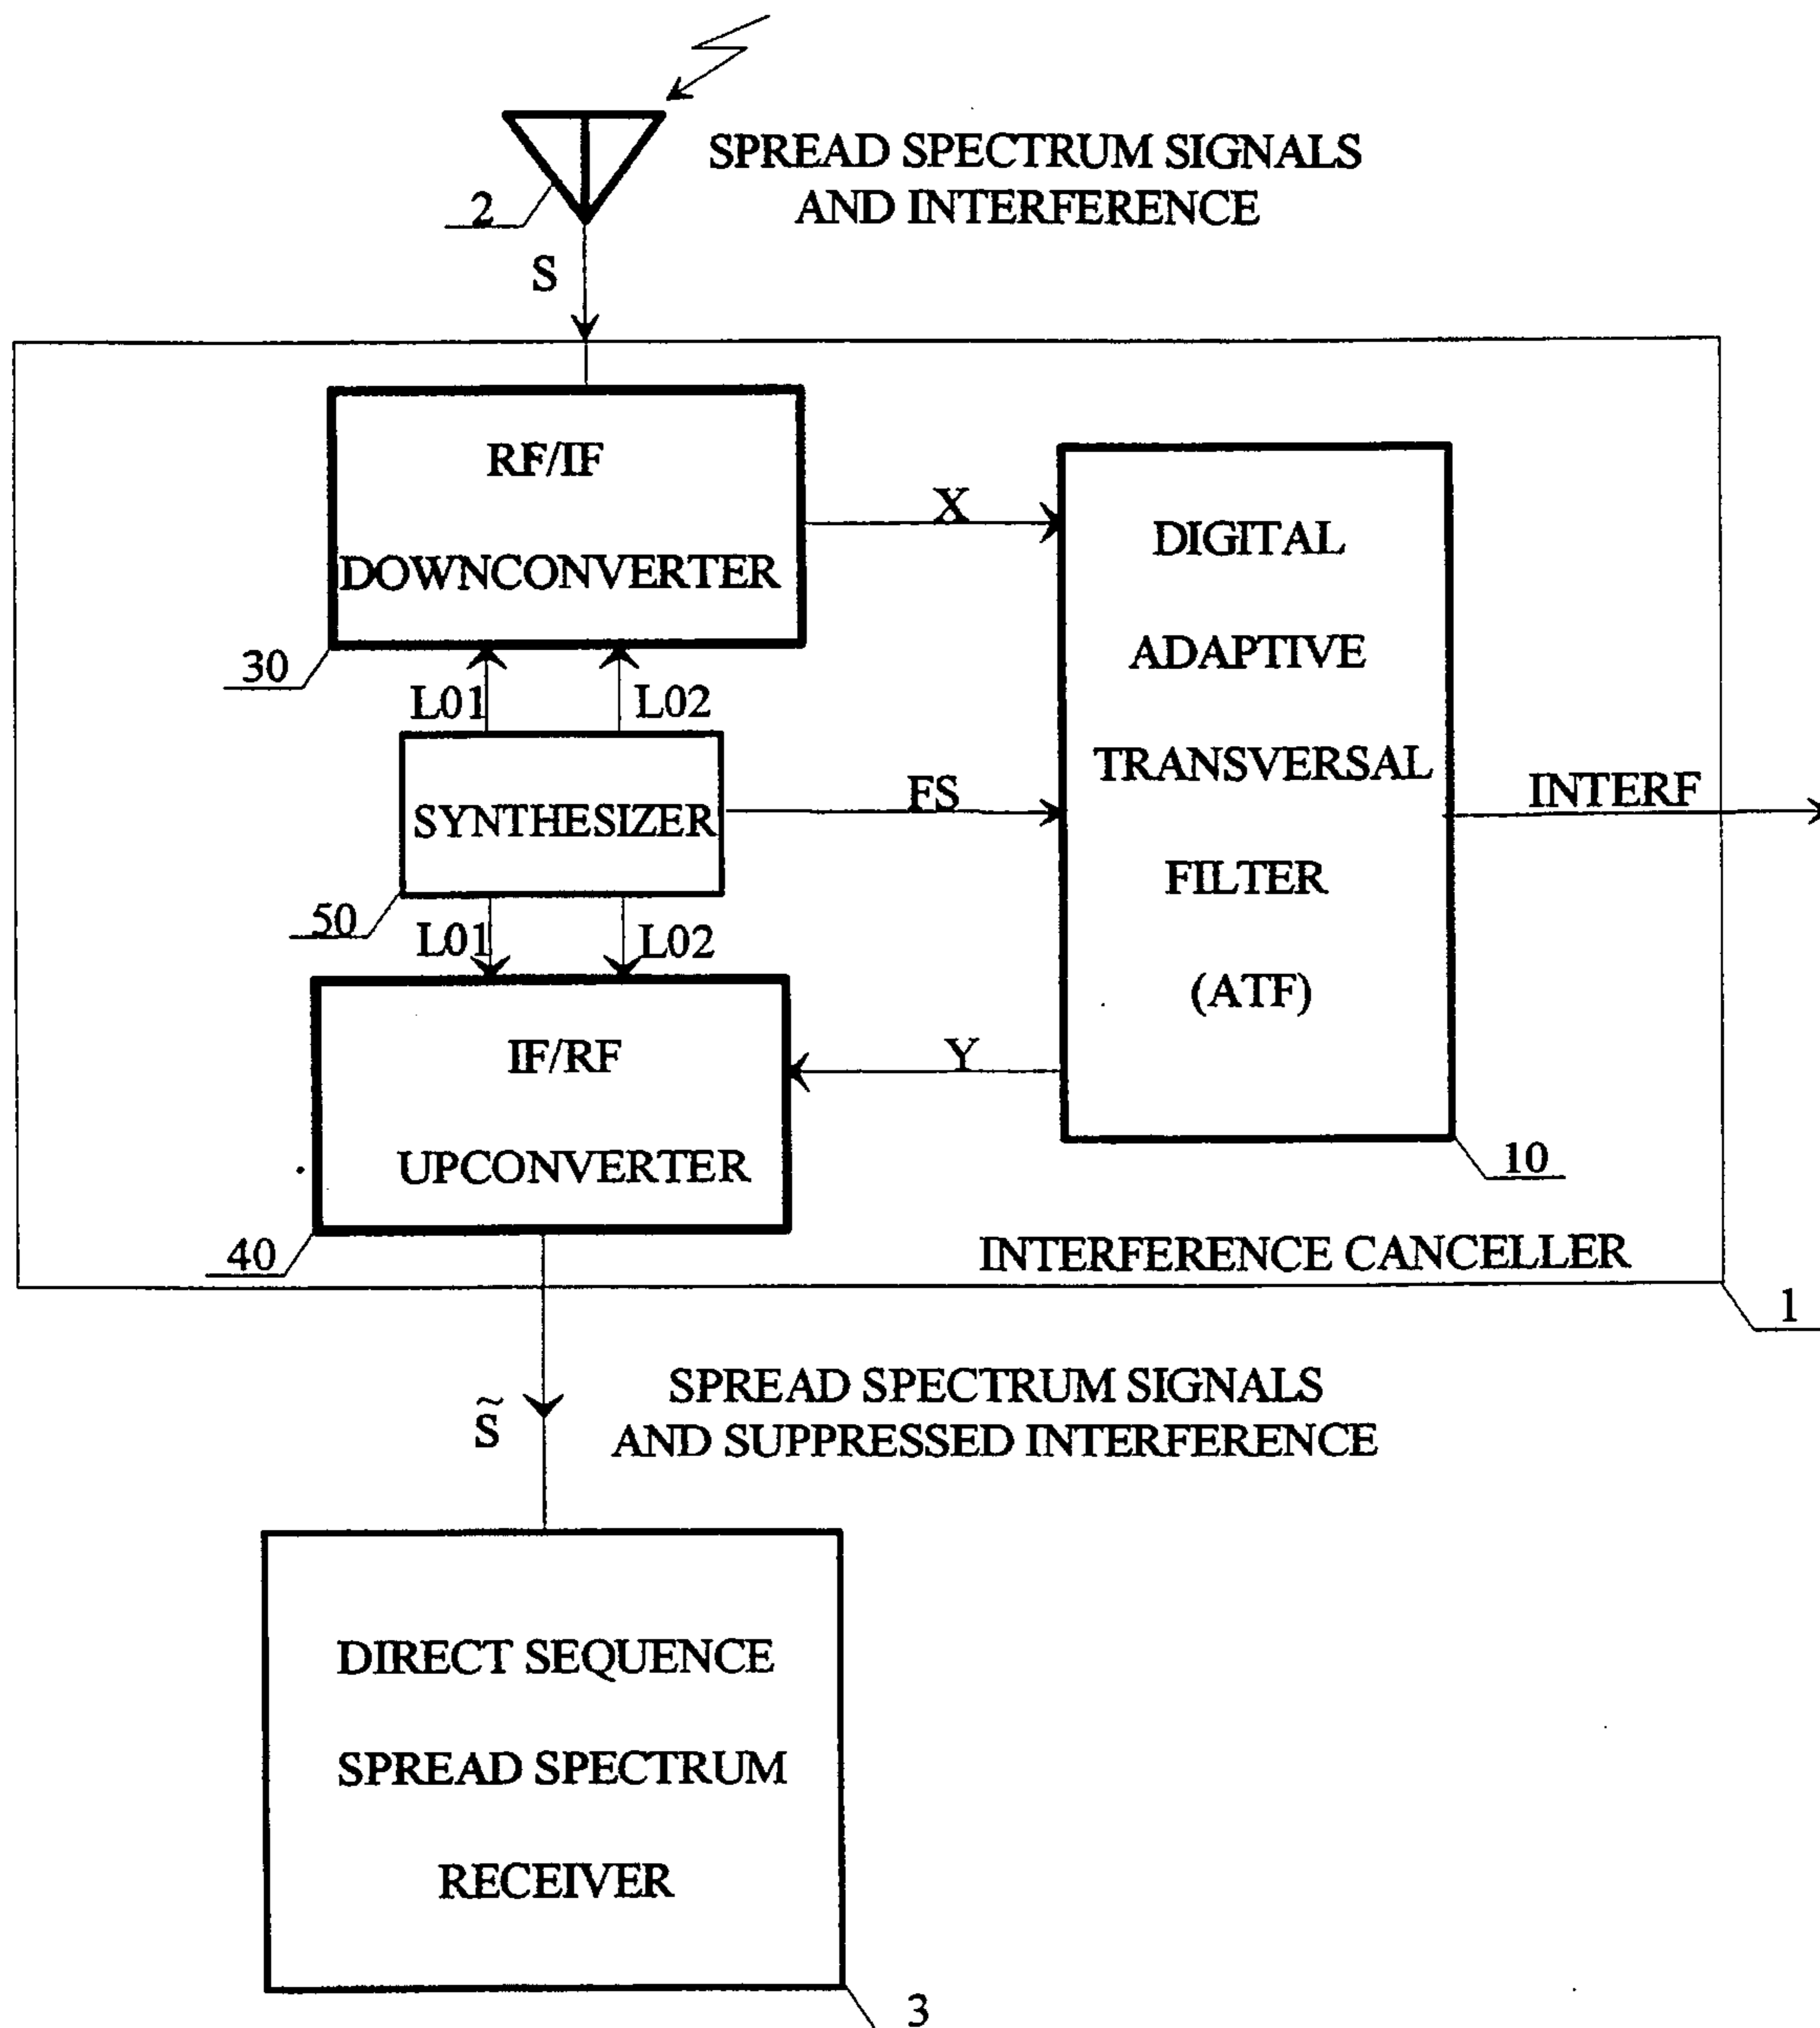 SPREAD SPECTRUM SIGNALS
AND INTERFERENCE
2
S
RF/IF
DOWNCONVERTER
30
X
DIGITAL
ADAPTIVE
TRANSVERSAL
FILTER
(ATF)
10
L01
L02
SYNTHESIZER
50
FS
INTERF
L01
L02
IF/RF
UPCONVERTER
40
Y
INTERFERENCE CANCELLER
1
S̃
SPREAD SPECTRUM SIGNALS
AND SUPPRESSED INTERFERENCE
DIRECT SEQUENCE
SPREAD SPECTRUM
RECEIVER
3